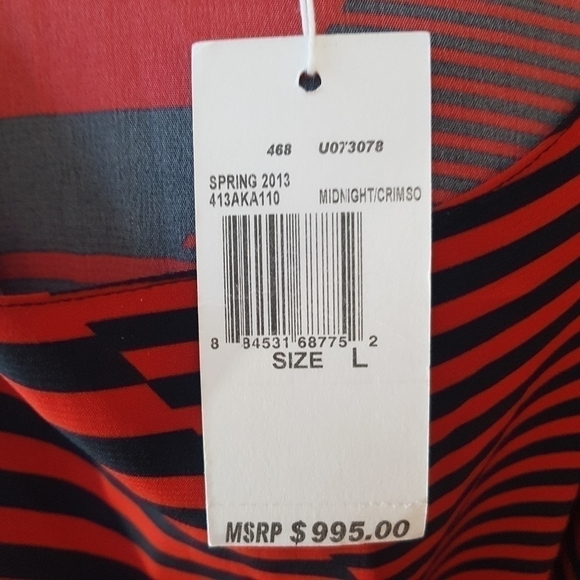 468 U073078
SPRING 2013
413AKA110 MIDNIGHT/CRIMSO
8 84531 68775 2
SIZE L
MSRP $995.00